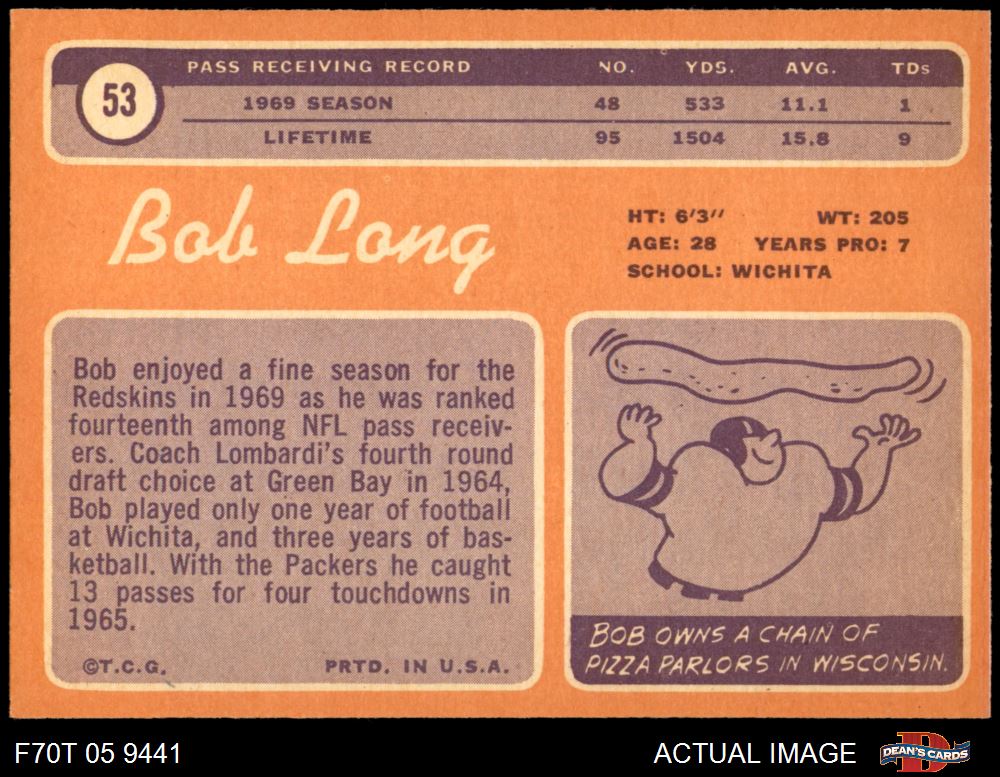 53
PASS RECEIVING RECORD NO. YDS. AVG. TDs
1969 SEASON 48 533 11.1 1
LIFETIME 95 1504 15.8 9
Bob Long
HT: 6'3" WT: 205
AGE: 28 YEARS PRO: 7
SCHOOL: WICHITA
Bob enjoyed a fine season for the
Redskins in 1969 as he was ranked
fourteenth among NFL pass receiv-
ers. Coach Lombardi's fourth round
draft choice at Green Bay in 1964,
Bob played only one year of football
at Wichita, and three years of bas-
ketball. With the Packers he caught
13 passes for four touchdowns in
1965.
©T.C.G. PRTD. IN U.S.A.
BOB OWNS A CHAIN OF
PIZZA PARLORS IN WISCONSIN.
F70T 05 9441
ACTUAL IMAGE
D
DEAN'S CARDS